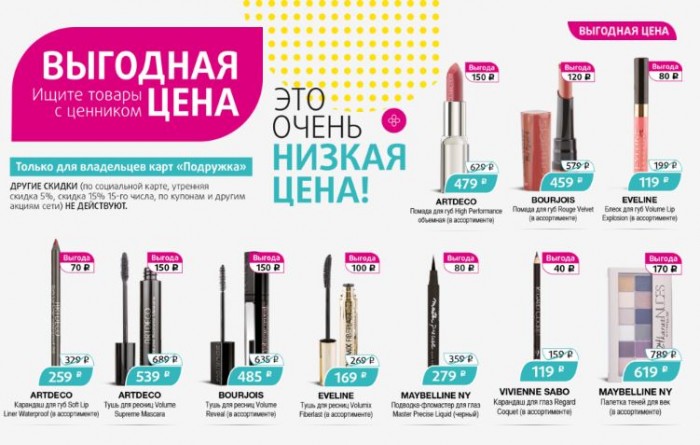 ВЫГОДНАЯ ЦЕНА
ВЫГОДНАЯ
Ищите товары
с ценником
ЦЕНА
ЭТО
ОЧЕНЬ
НИЗКАЯ
ЦЕНА!
Только для владельцев карт «Подружка»
ДРУГИЕ СКИДКИ (по социальной карте, утренняя
скидка 5%, скидка 15% 15-го числа, по купонам и другим
акциям сети) НЕ ДЕЙСТВУЮТ.
Выгода
150 ₽
629 ₽
479 ₽
ARTDECO
Помада для губ High Performance
объемная (в ассортименте)
Выгода
120 ₽
579 ₽
459 ₽
BOURJOIS
Помада для губ Rouge Velvet
(в ассортименте)
Выгода
80 ₽
199 ₽
119 ₽
EVELINE
Блеск для губ Volume Lip
Explosion (в ассортименте)
Выгода
70 ₽
329 ₽
259 ₽
ARTDECO
Карандаш для губ Soft Lip
Liner Waterproof (в ассортименте)
Выгода
150 ₽
ARTDECO
689 ₽
539 ₽
ARTDECO
Тушь для ресниц Volume
Supreme Mascara
Выгода
150 ₽
635 ₽
485 ₽
BOURJOIS
Тушь для ресниц Volume
Reveal (в ассортименте)
Выгода
100 ₽
269 ₽
169 ₽
EVELINE
Тушь для ресниц Volumix
Fiberlast (в ассортименте)
Выгода
80 ₽
359 ₽
279 ₽
MAYBELLINE NY
Подводка-фломастер для глаз
Master Precise Liquid (черный)
Выгода
40 ₽
159 ₽
119 ₽
VIVIENNE SABO
Карандаш для глаз Regard
Coquet (в ассортименте)
Выгода
170 ₽
NUDES
789 ₽
619 ₽
MAYBELLINE NY
Палетка теней для век
(в ассортименте)